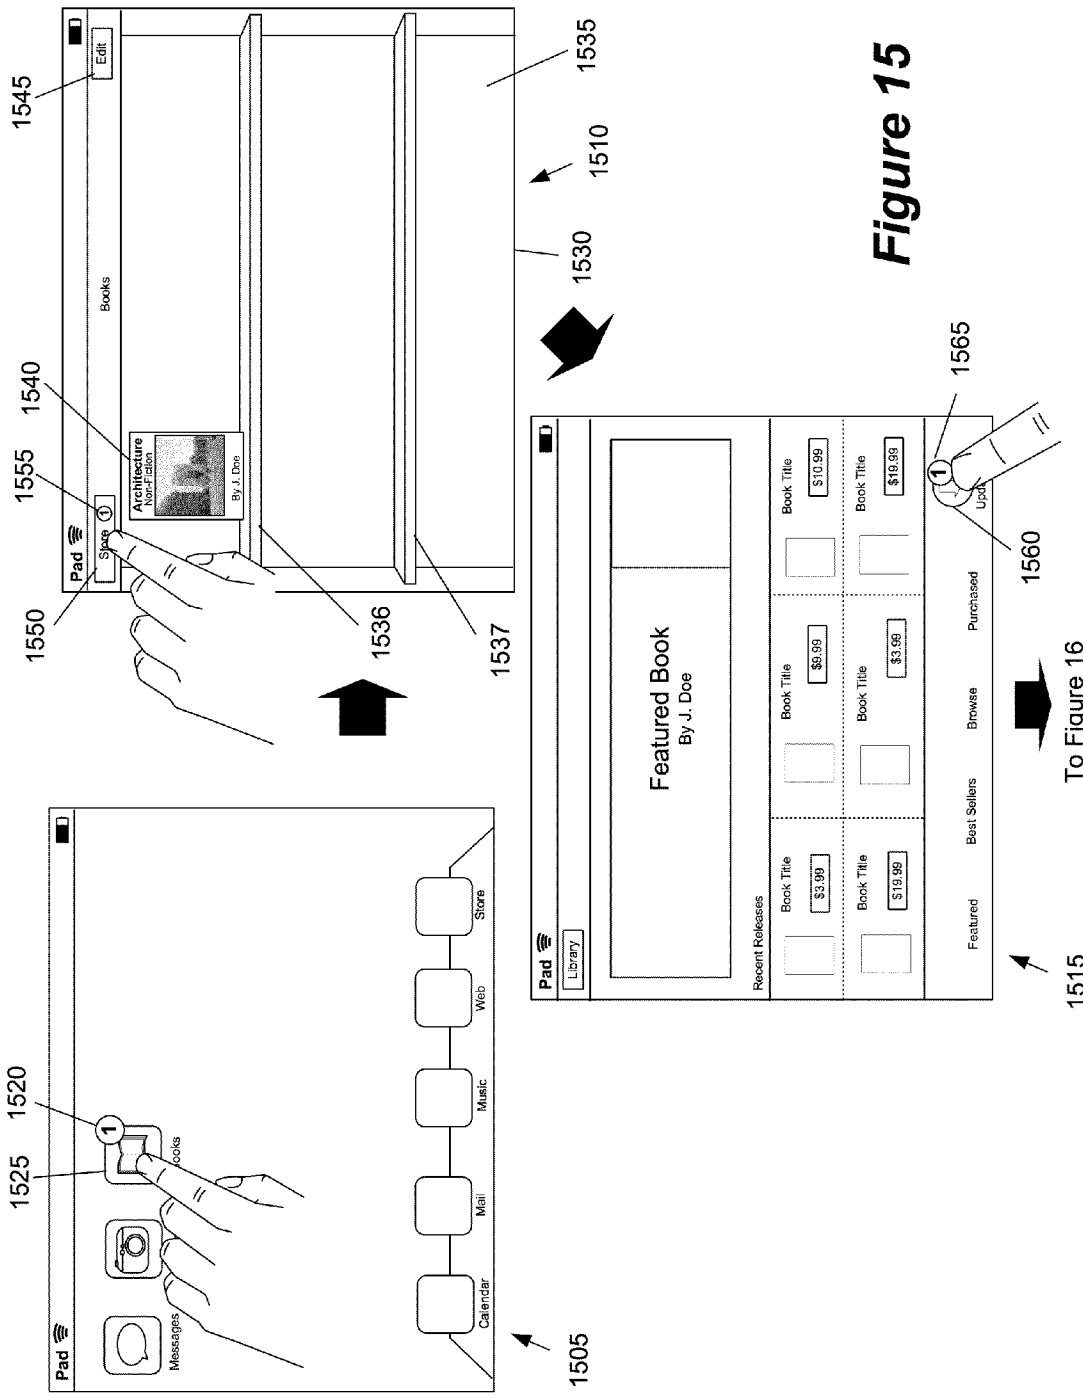 Pad
1
Messages
ooks
Calendar
Mail
Music
Web
Store
1505
1525
1520
Pad
Store
1
Books
Edit
Architecture
Non-Fiction
By J. Doe
1550
1555
1540
1545
1536
1537
1530
1510
1535
Pad
Library
Featured Book
By J. Doe
Recent Releases
Book Title
$3.99
Book Title
$9.99
Book Title
$10.99
Book Title
$19.99
Book Title
$3.99
Book Title
$19.99
Featured
Best Sellers
Browse
Purchased
Upd
1
1515
1560
1565
To Figure 16
Figure 15